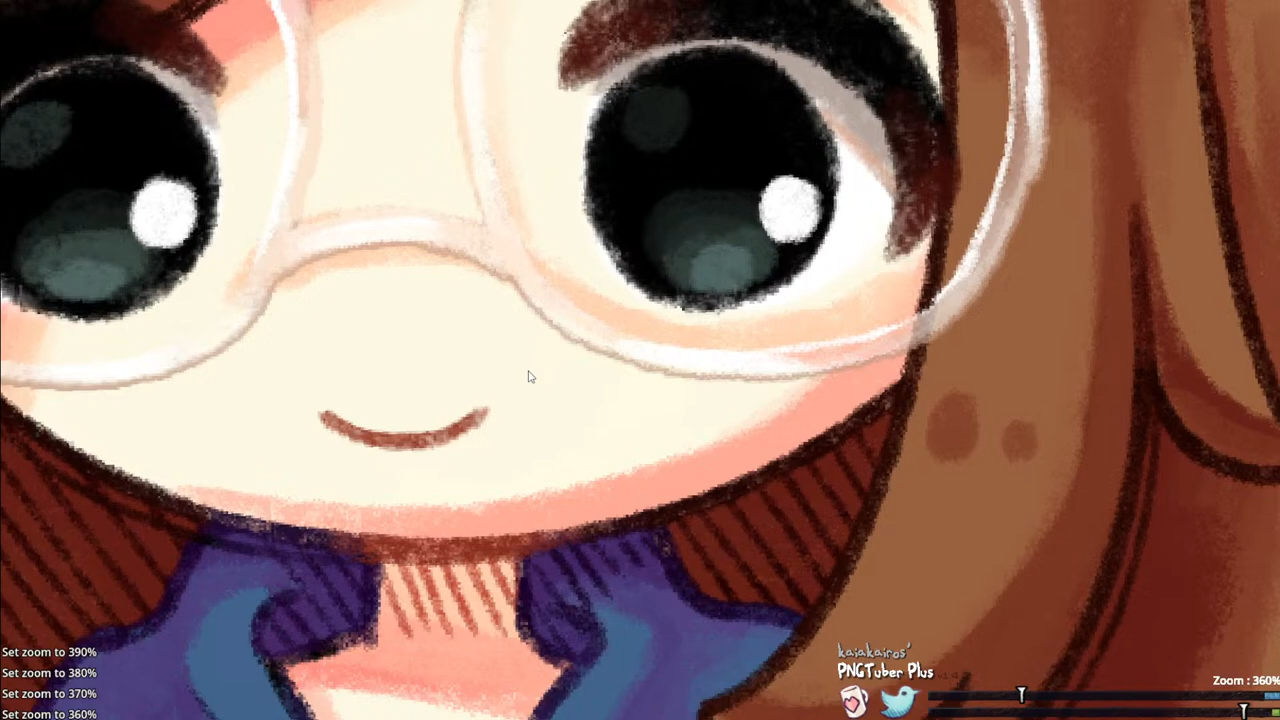 Set zoom to 390%
Set zoom to 380%
Set zoom to 370%
Set zoom to 360%
kaiakairos'
PNGTuber Plus
Zoom : 360%